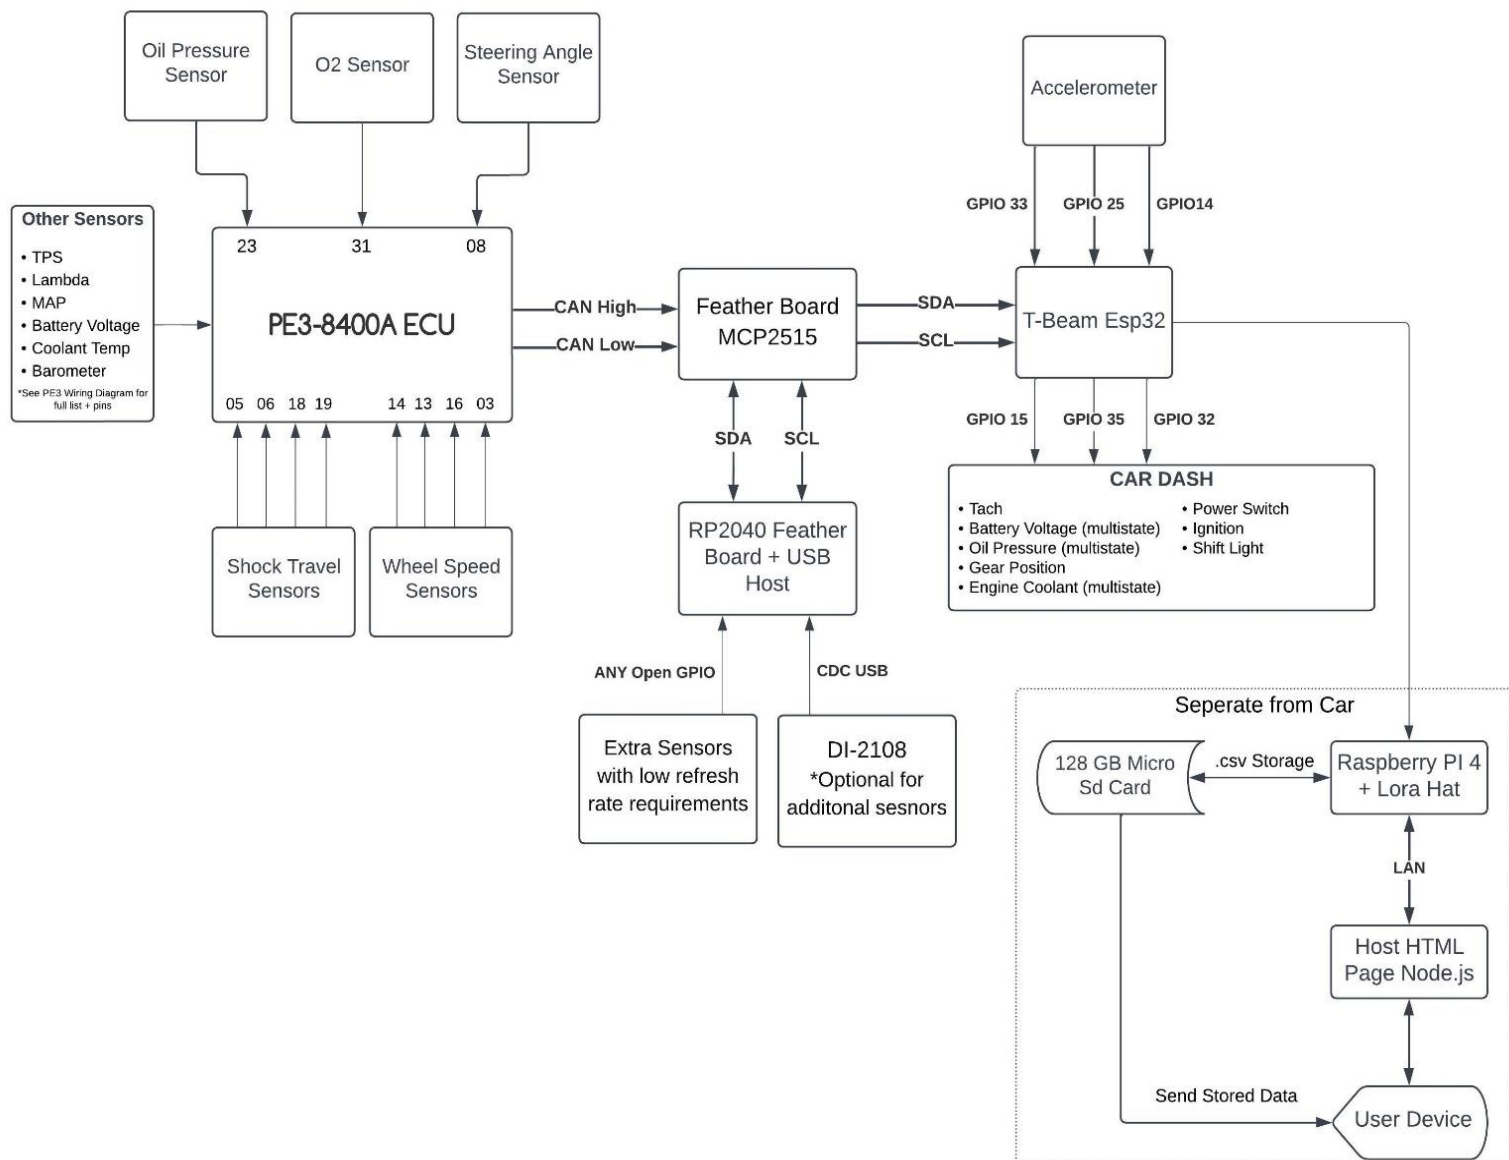 Oil Pressure
Sensor
O2 Sensor
Steering Angle
Sensor
Accelerometer
GPIO 33
GPIO 25
GPIO14
Other Sensors
• TPS
• Lambda
• MAP
• Battery Voltage
• Coolant Temp
• Barometer
*See PE3 Wiring Diagram for
full list + pins
23
31
08
PE3-8400A ECU
05
06
18
19
14
13
16
03
CAN High
CAN Low
Feather Board
MCP2515
SDA
SCL
T-Beam Esp32
GPIO 15
GPIO 35
GPIO 32
SDA
SCL
CAR DASH
• Tach
• Battery Voltage (multistate)
• Oil Pressure (multistate)
• Gear Position
• Engine Coolant (multistate)
• Power Switch
• Ignition
• Shift Light
Shock Travel
Sensors
Wheel Speed
Sensors
RP2040 Feather
Board + USB
Host
ANY Open GPIO
CDC USB
Extra Sensors
with low refresh
rate requirements
DI-2108
*Optional for
additonal sesnors
Seperate from Car
128 GB Micro
Sd Card
.csv Storage
Raspberry PI 4
+ Lora Hat
LAN
Host HTML
Page Node.js
Send Stored Data
User Device